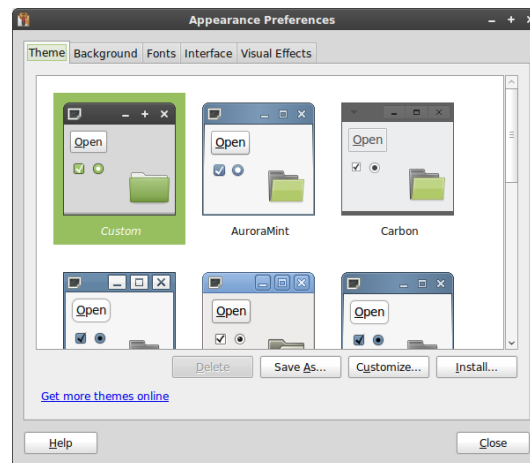 Appearance Preferences
Theme Background Fonts Interface Visual Effects
Open Open Open
Custom AuroraMint Carbon
Open Open Open
Delete Save As... Customize... Install...
Get more themes online
Help Close